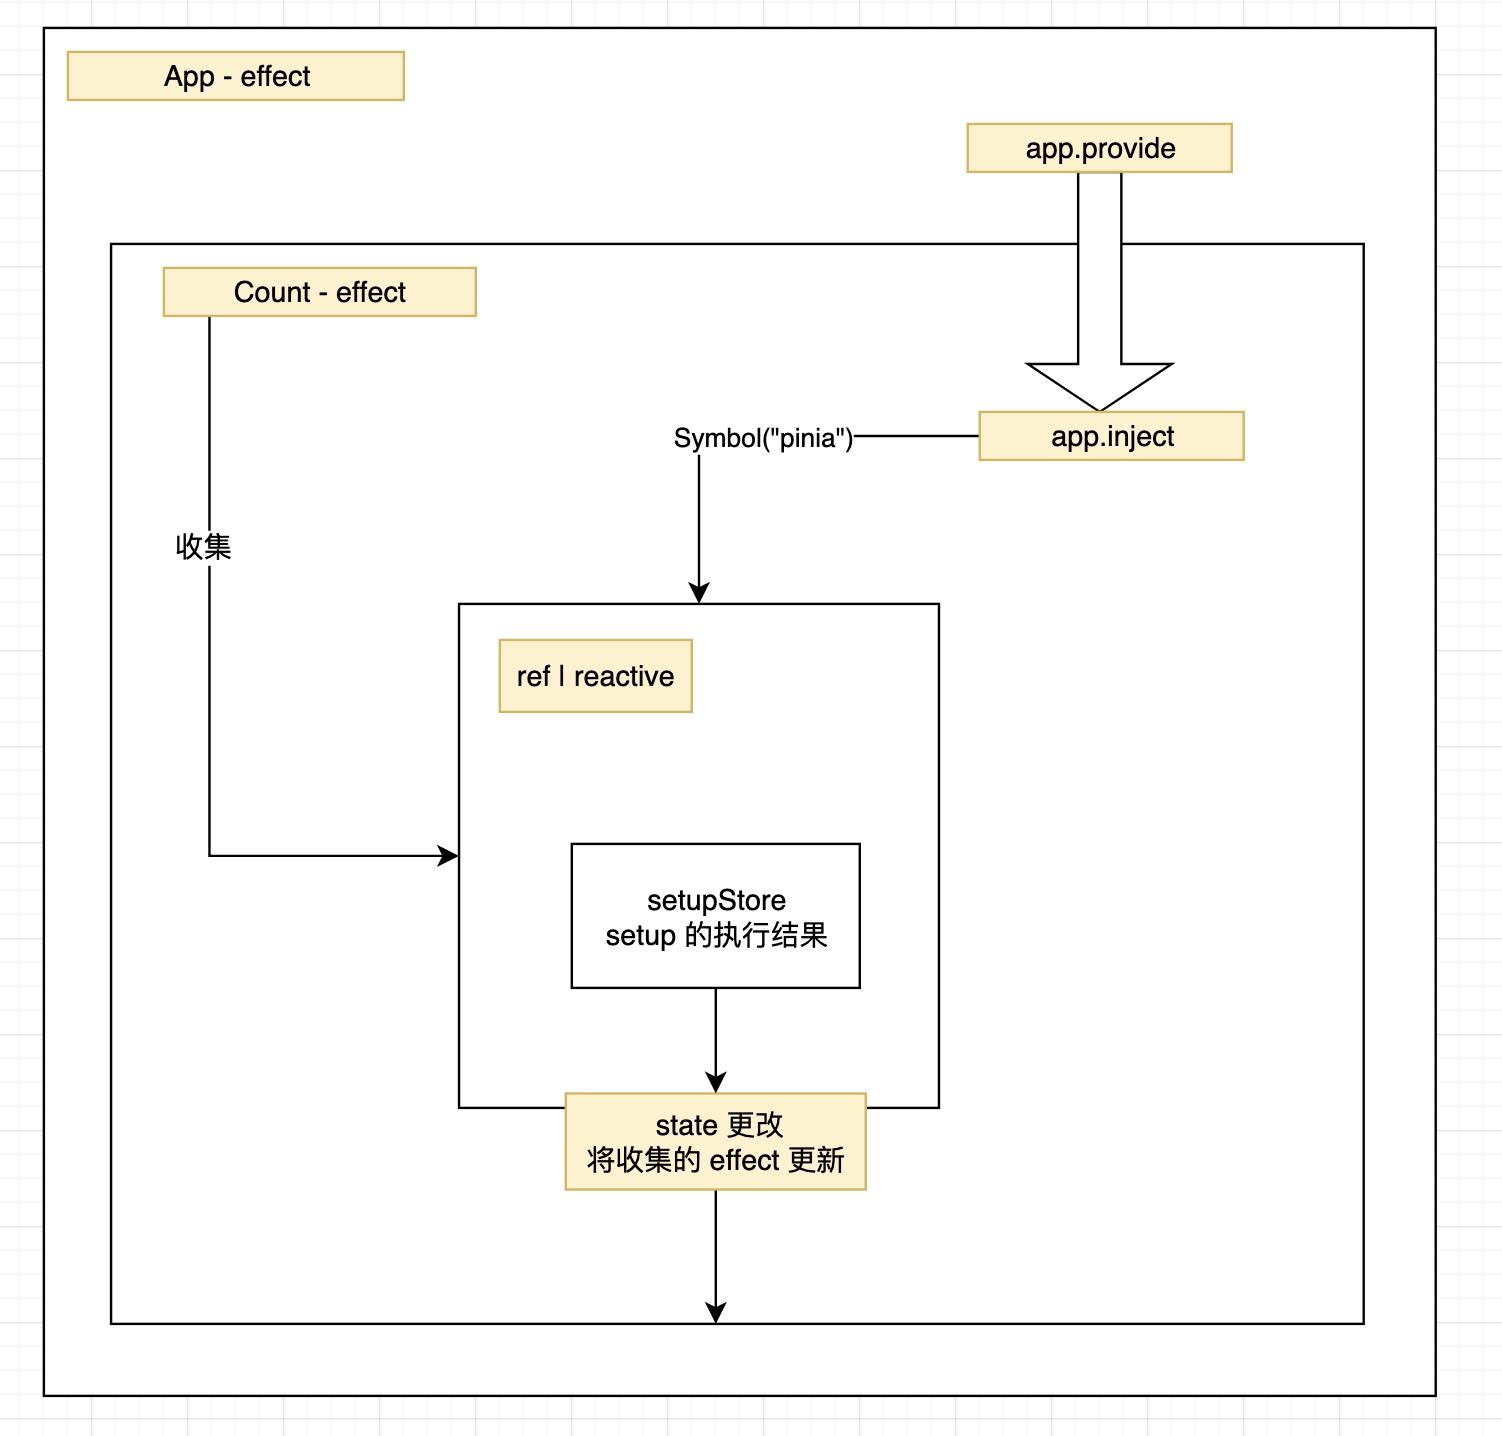 App - effect
app.provide
Count - effect
app.inject
Symbol("pinia")
收集
ref | reactive
setupStore
setup 的执行结果
state 更改
将收集的 effect 更新